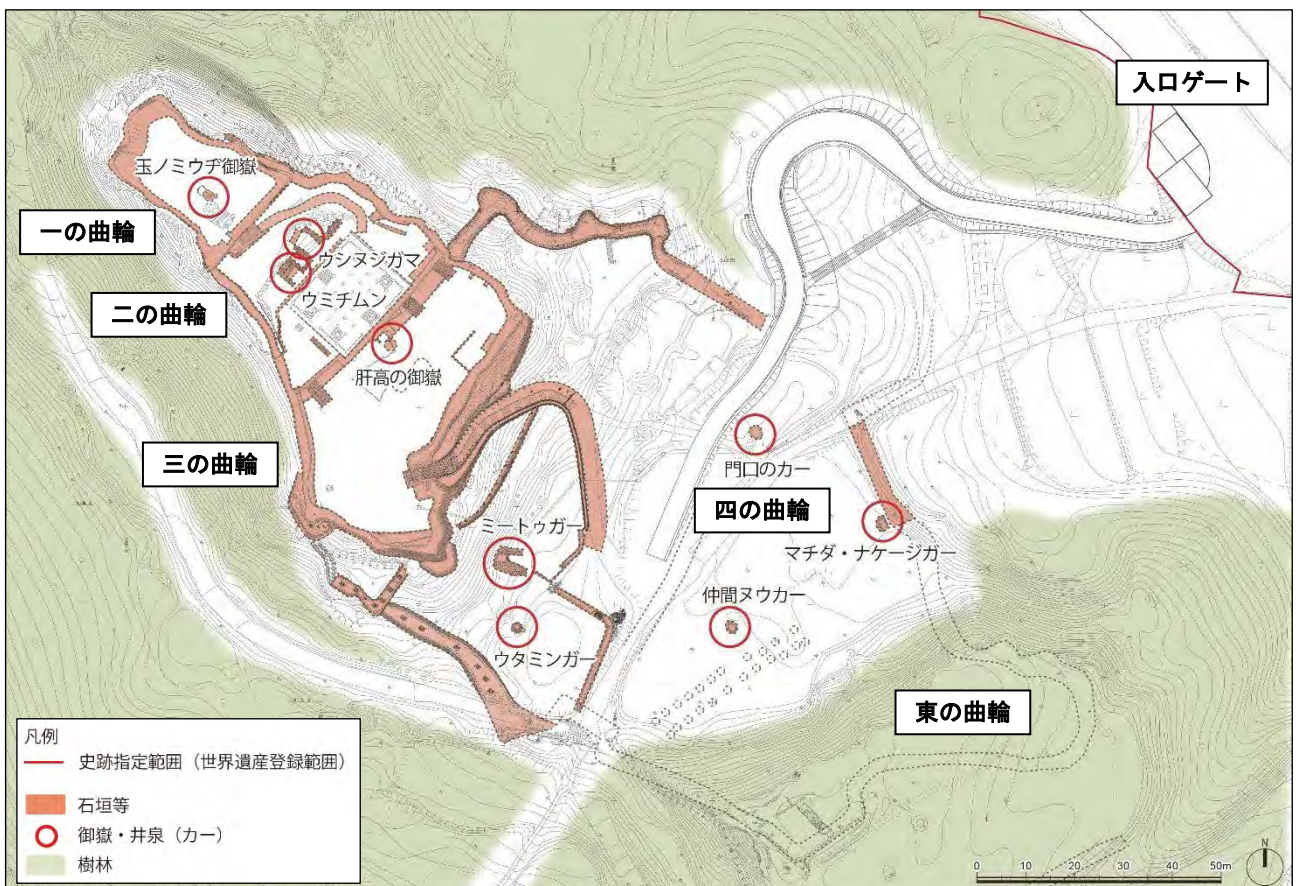 入口ゲート
玉ノミウヂ御嶽
一の曲輪
ウシヌジガマ
二の曲輪
ウミチムン
肝高の御嶽
三の曲輪
門口のカー
四の曲輪
ミートゥガー
マチダ・ナケージガー
仲間ヌウカー
ウタミンガー
東の曲輪
凡例
史跡指定範囲（世界遺産登録範囲）
石垣等
御嶽・井泉（カー）
樹林
0 10 20 30 40 50m
N